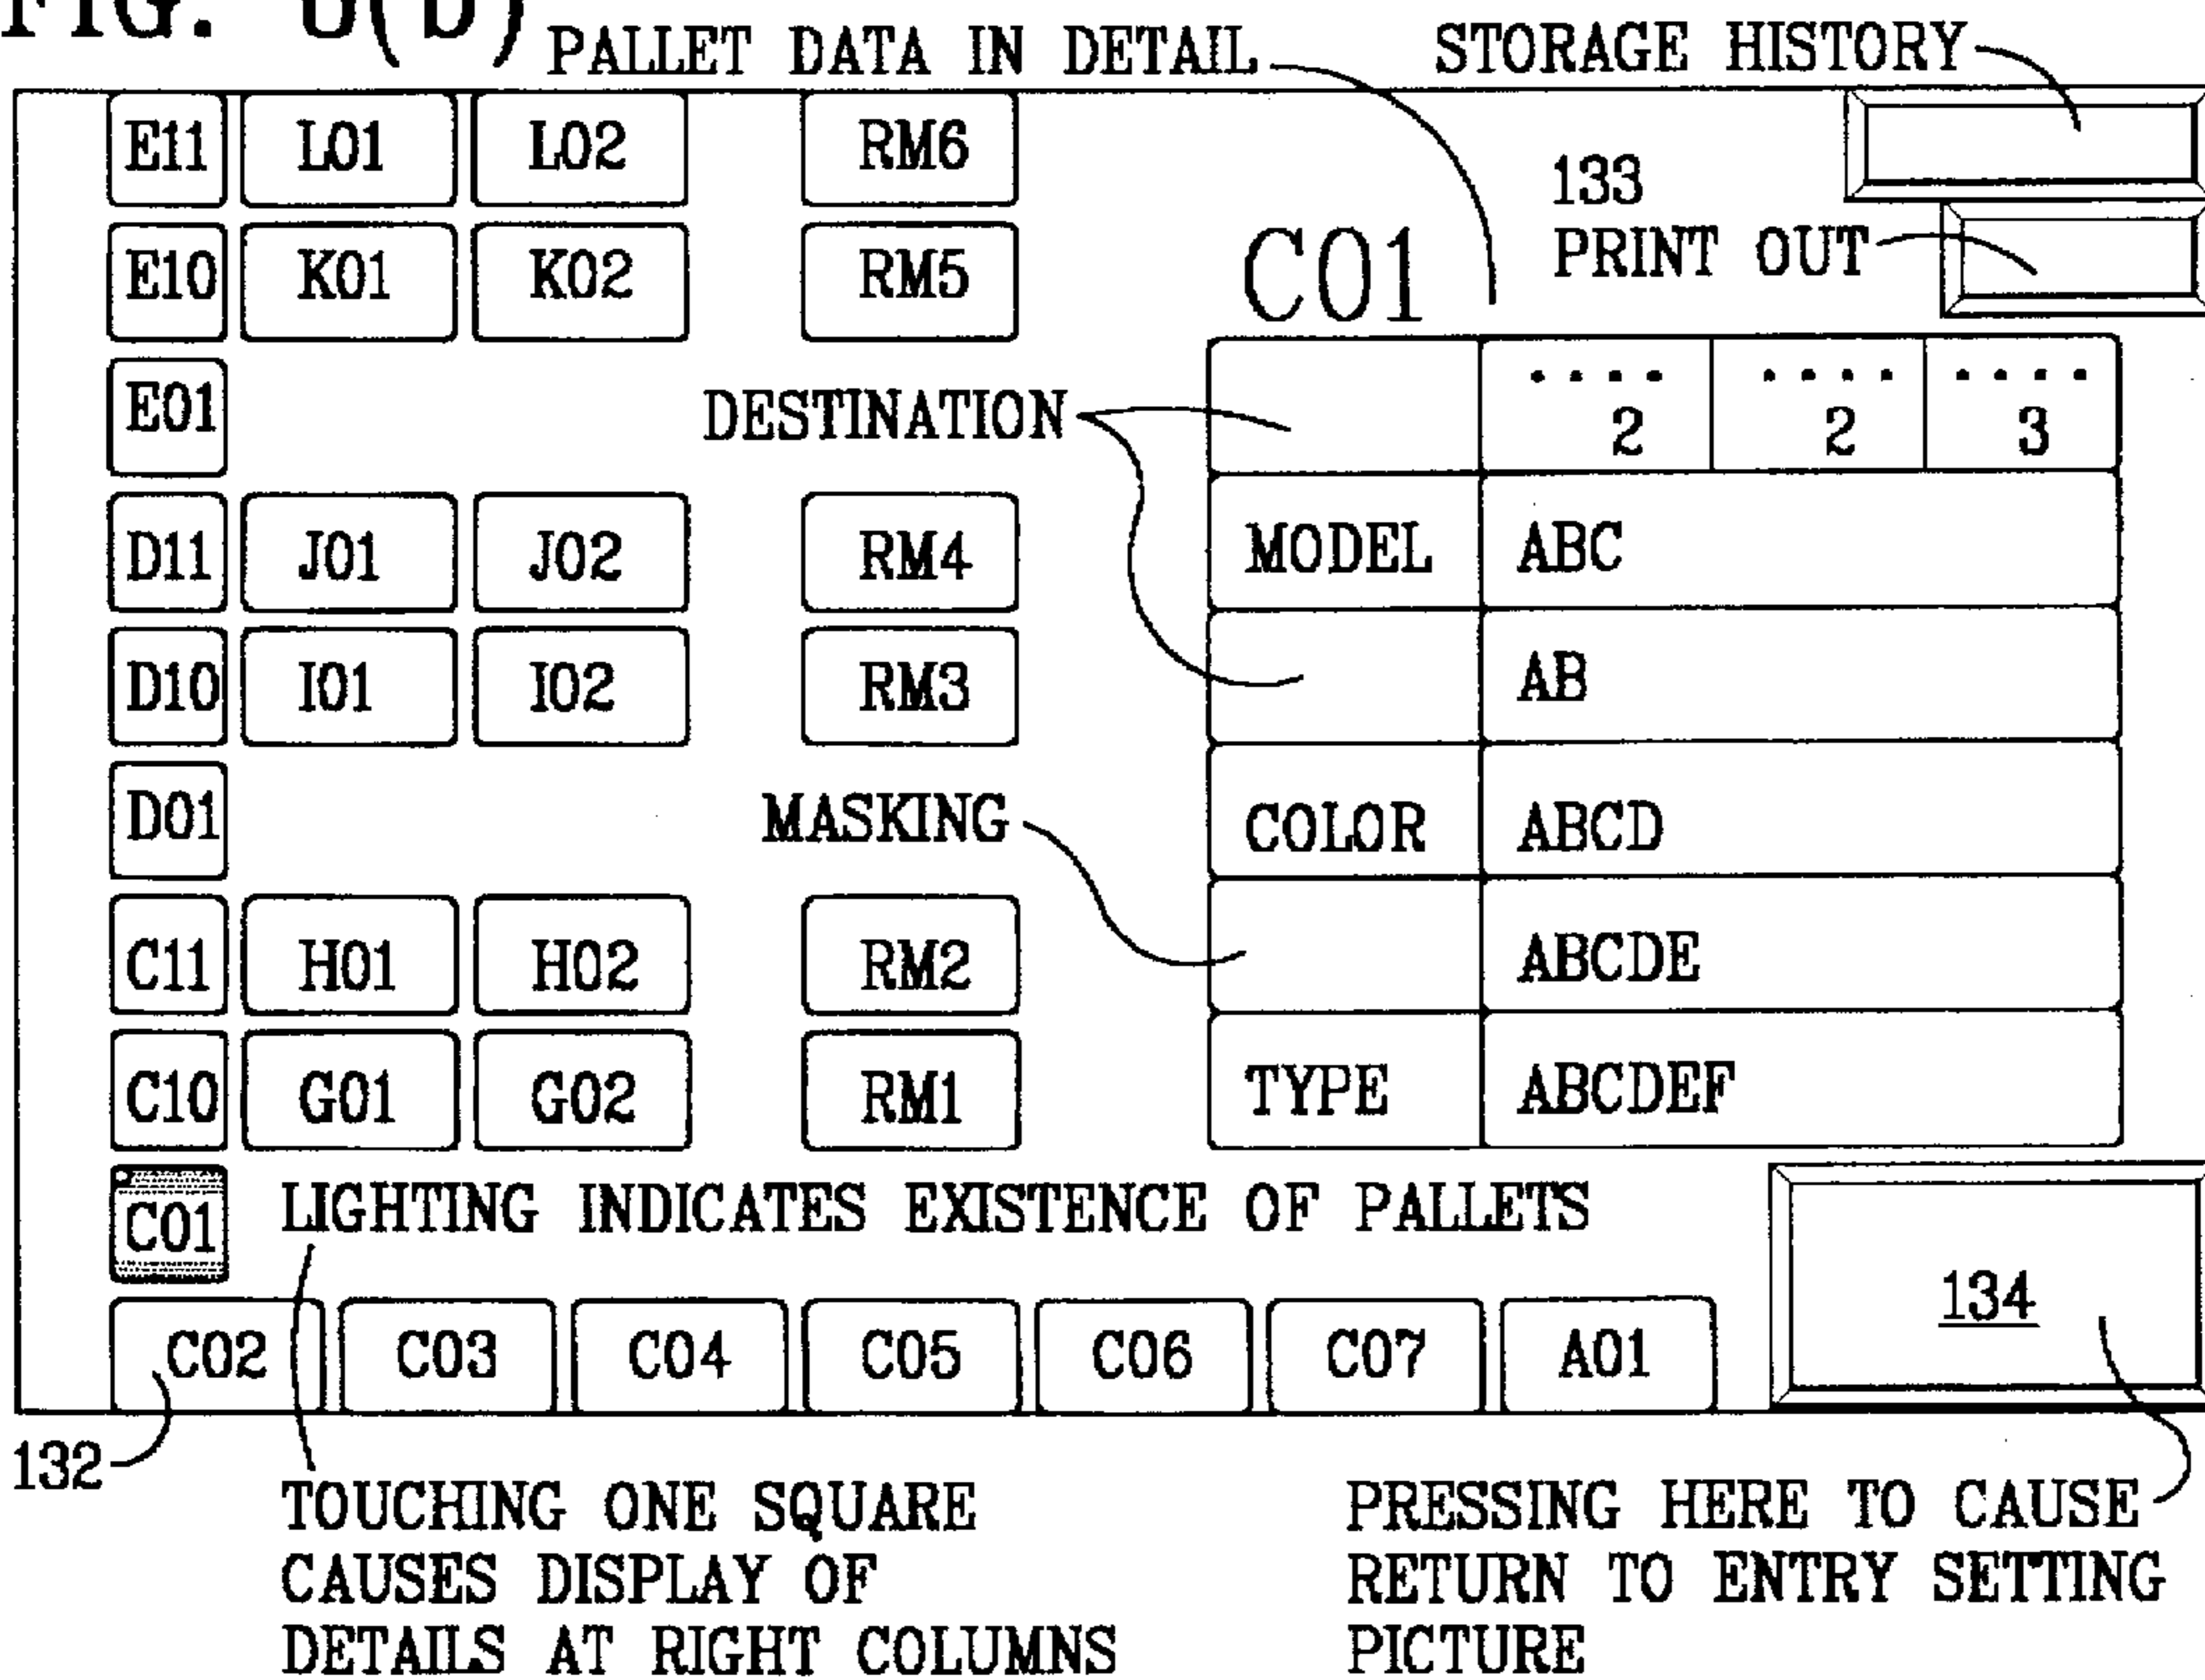 PALLET DATA IN DETAIL STORAGE HISTORY
E11 L01 L02 RM6
133
E10 K01 K02 RM5 C01 PRINT OUT
E01 DESTINATION
.... .... ....
2 2 3
D11 J01 J02 RM4 MODEL ABC
D10 I01 I02 RM3 AB
D01 MASKING COLOR ABCD
C11 H01 H02 RM2 ABCDE
C10 G01 G02 RM1 TYPE ABCDEF
C01 LIGHTING INDICATES EXISTENCE OF PALLETS
134
C02 C03 C04 C05 C06 C07 A01
132
TOUCHING ONE SQUARE
CAUSES DISPLAY OF
DETAILS AT RIGHT COLUMNS
PRESSING HERE TO CAUSE
RETURN TO ENTRY SETTING
PICTURE